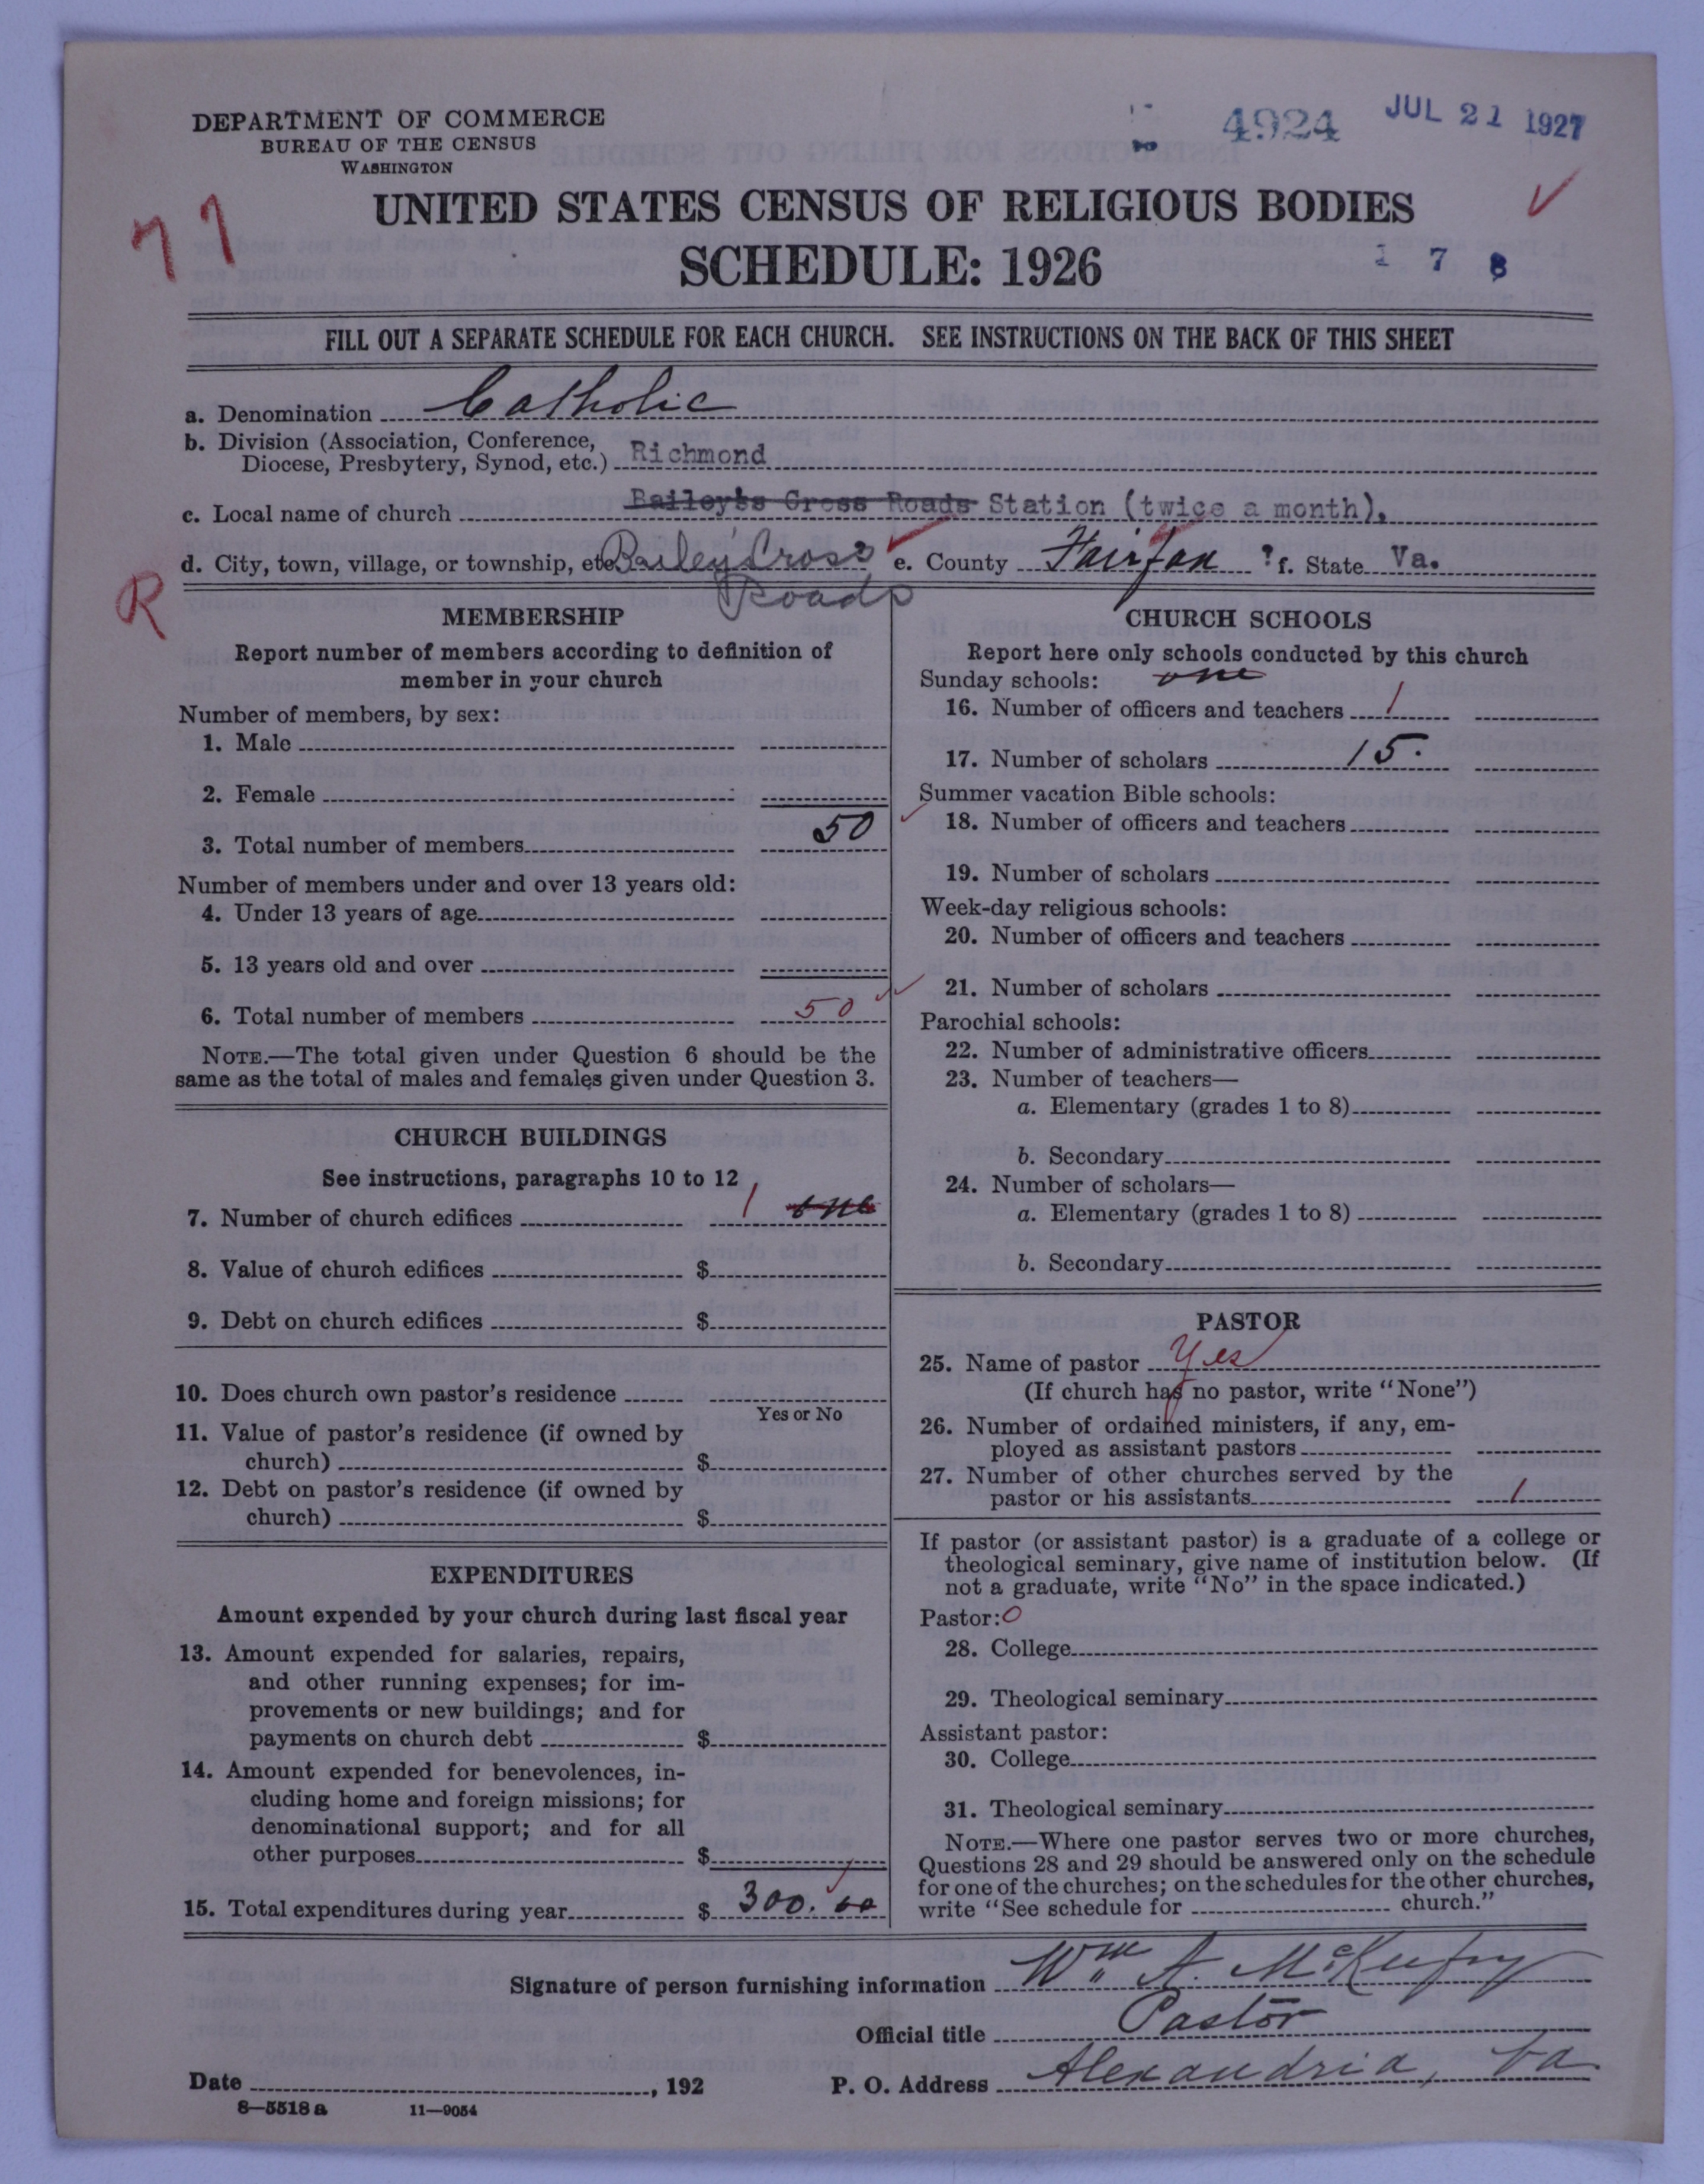 DEPARTMENT OF COMMERCE
BUREAU OF THE CENSUS
WASHINGTON
4924 JUL 21 1927
77
UNITED STATES CENSUS OF RELIGIOUS BODIES
SCHEDULE: 1926
1 7 8
FILL OUT A SEPARATE SCHEDULE FOR EACH CHURCH. SEE INSTRUCTIONS ON THE BACK OF THIS SHEET
a. Denomination Catholic
b. Division (Association, Conference,
Diocese, Presbytery, Synod, etc.) Richmond
c. Local name of church Bailey's Cross Roads Station (twice a month),
d. City, town, village, or township, etc. Bailey' Cross Roads e. County Fairfax ? f. State Va.
R
MEMBERSHIP
Report number of members according to definition of
member in your church
Number of members, by sex:
1. Male
2. Female
3. Total number of members 50
Number of members under and over 13 years old:
4. Under 13 years of age
5. 13 years old and over
6. Total number of members 50
NOTE.—The total given under Question 6 should be the
same as the total of males and females given under Question 3.
CHURCH BUILDINGS
See instructions, paragraphs 10 to 12
7. Number of church edifices 1 one
8. Value of church edifices $
9. Debt on church edifices $
10. Does church own pastor's residence
Yes or No
11. Value of pastor's residence (if owned by
church) $
12. Debt on pastor's residence (if owned by
church) $
EXPENDITURES
Amount expended by your church during last fiscal year
13. Amount expended for salaries, repairs,
and other running expenses; for im-
provements or new buildings; and for
payments on church debt $
14. Amount expended for benevolences, in-
cluding home and foreign missions; for
denominational support; and for all
other purposes $
15. Total expenditures during year $ 300.00
CHURCH SCHOOLS
Report here only schools conducted by this church
Sunday schools: one
16. Number of officers and teachers 1
17. Number of scholars 15.
Summer vacation Bible schools:
18. Number of officers and teachers
19. Number of scholars
Week-day religious schools:
20. Number of officers and teachers
21. Number of scholars
Parochial schools:
22. Number of administrative officers
23. Number of teachers—
a. Elementary (grades 1 to 8)
b. Secondary
24. Number of scholars—
a. Elementary (grades 1 to 8)
b. Secondary
PASTOR
25. Name of pastor Yes
(If church has no pastor, write "None")
26. Number of ordained ministers, if any, em-
ployed as assistant pastors
27. Number of other churches served by the
pastor or his assistants 1
If pastor (or assistant pastor) is a graduate of a college or
theological seminary, give name of institution below. (If
not a graduate, write "No" in the space indicated.)
Pastor: 0
28. College
29. Theological seminary
Assistant pastor:
30. College
31. Theological seminary
NOTE.—Where one pastor serves two or more churches,
Questions 28 and 29 should be answered only on the schedule
for one of the churches; on the schedules for the other churches,
write "See schedule for church."
Signature of person furnishing information Wm A.
Official title Pastor
Date , 192 P. O. Address Alexandria, Va
8—5518 a 11—9054